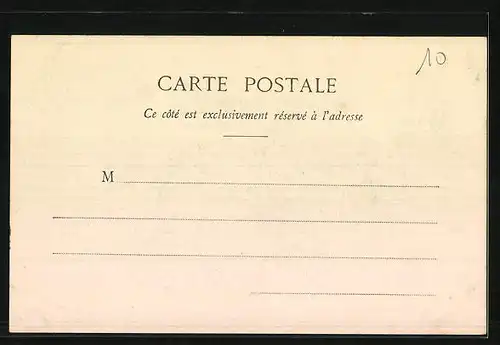 10
CARTE POSTALE
Ce côté est exclusivement réservé à l'adresse
M